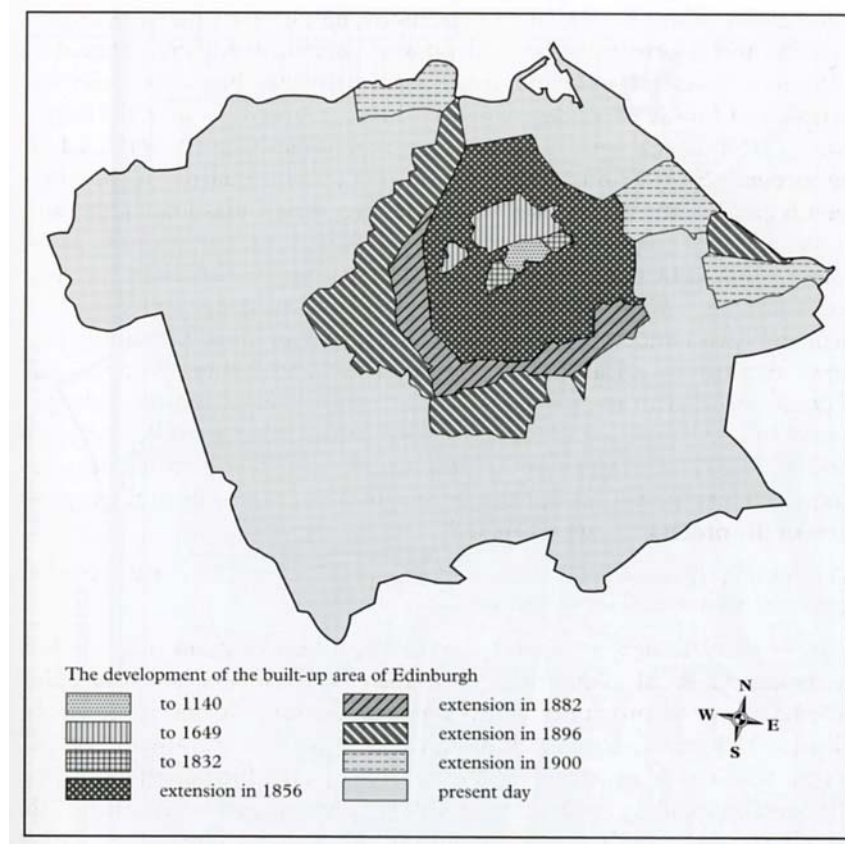 The development of the built-up area of Edinburgh
to 1140
to 1649
to 1832
extension in 1856
extension in 1882
extension in 1896
extension in 1900
present day
N
W E
S